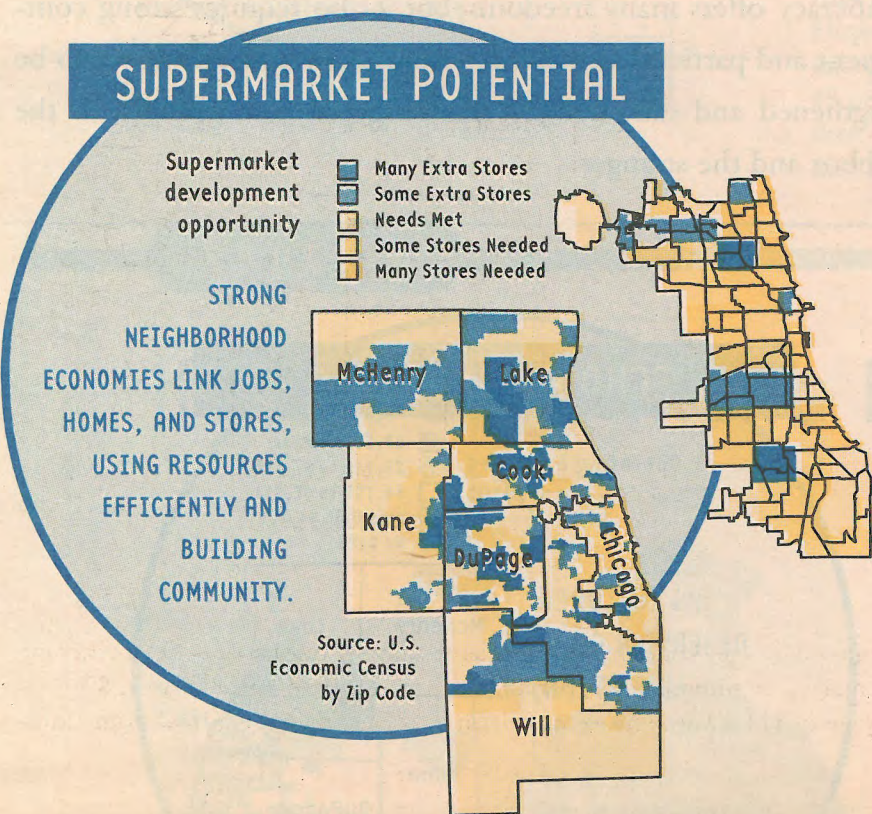 SUPERMARKET POTENTIAL
Supermarket
development
opportunity
Many Extra Stores
Some Extra Stores
Needs Met
Some Stores Needed
Many Stores Needed
STRONG
NEIGHBORHOOD
ECONOMIES LINK JOBS,
HOMES, AND STORES,
USING RESOURCES
EFFICIENTLY AND
BUILDING
COMMUNITY.
McHenry
Lake
Cook
Kane
DuPage
Chicago
Will
Source: U.S.
Economic Census
by Zip Code